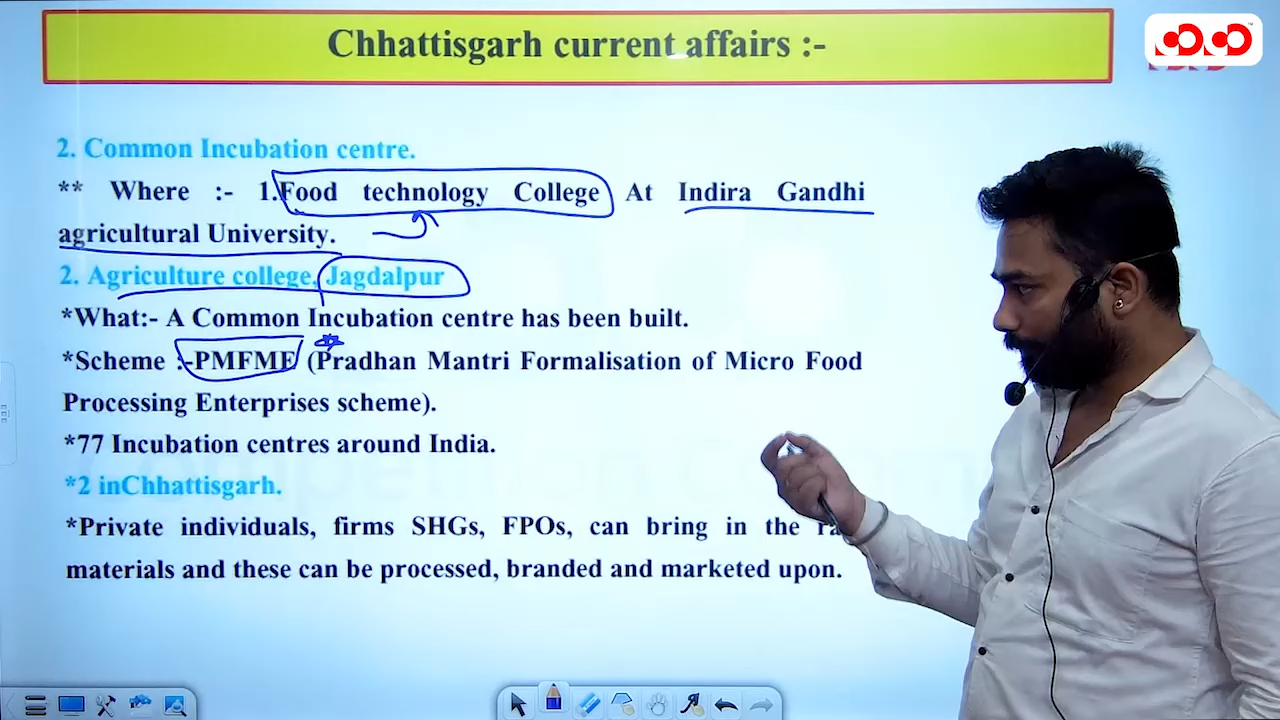 Chhattisgarh current affairs :-
2. Common Incubation centre.
** Where :- 1.Food technology College At Indira Gandhi
agricultural University.
2. Agriculture college, Jagdalpur
*What:- A Common Incubation centre has been built.
*Scheme :-PMFME (Pradhan Mantri Formalisation of Micro Food
Processing Enterprises scheme).
*77 Incubation centres around India.
*2 inChhattisgarh.
*Private individuals, firms SHGs, FPOs, can bring in the
materials and these can be processed, branded and marketed upon.